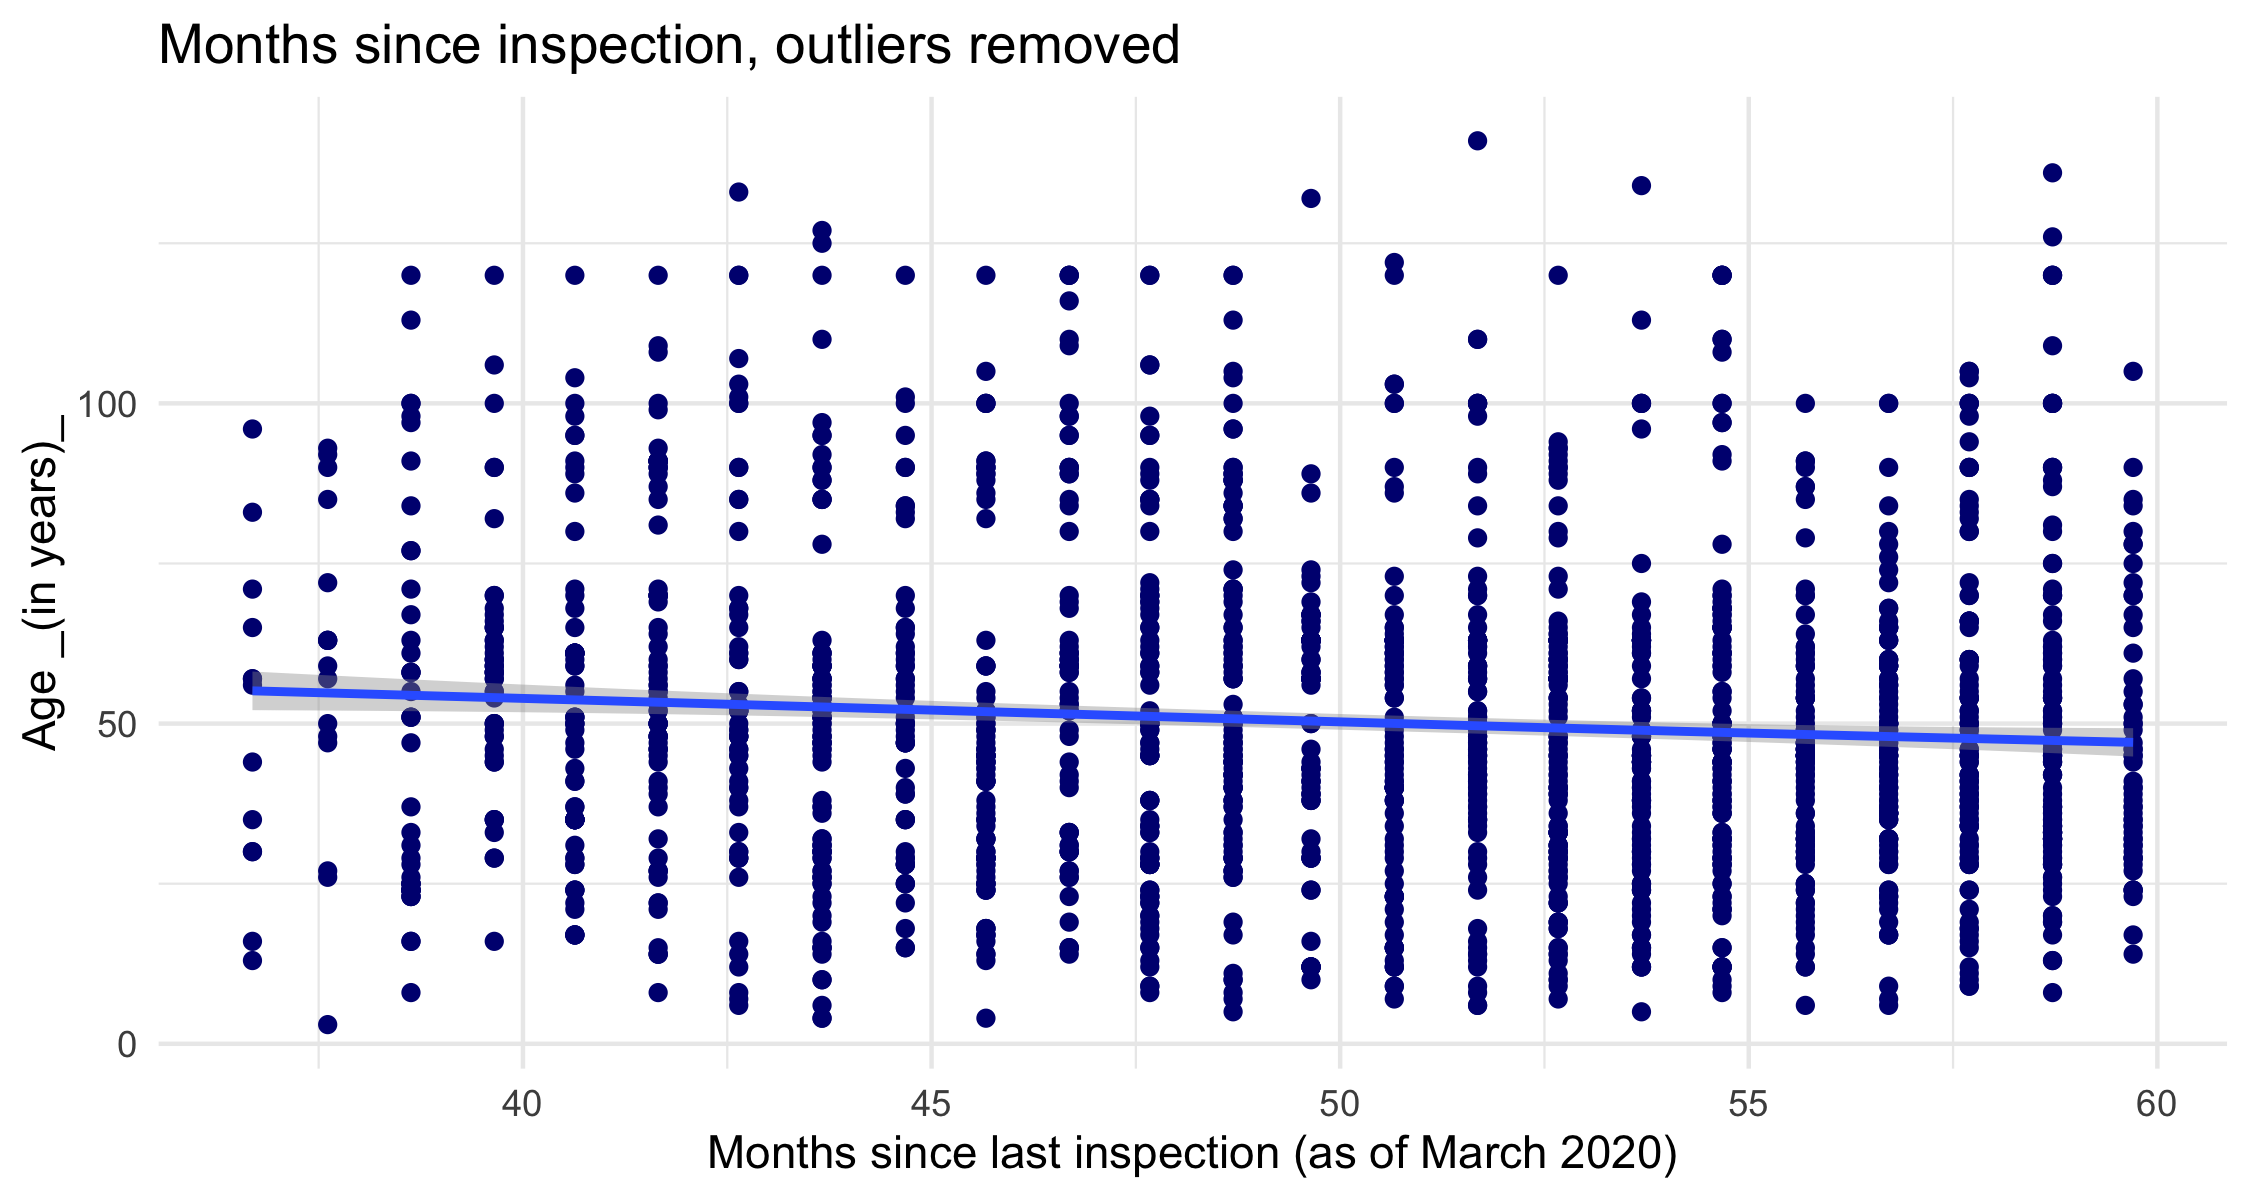 Months since inspection, outliers removed
Age _(in years)_
100
50
0
40
45
50
55
60
Months since last inspection (as of March 2020)